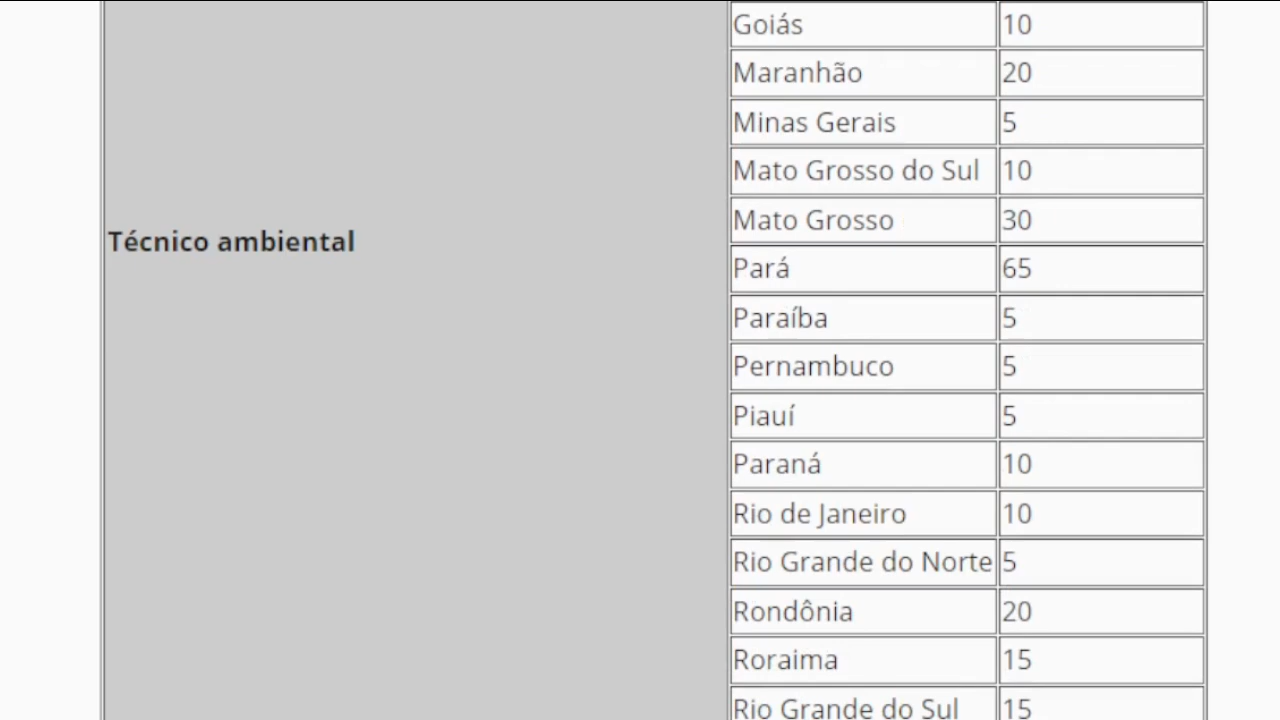 Goiás 10
Maranhão 20
Minas Gerais 5
Mato Grosso do Sul 10
Mato Grosso 30
Técnico ambiental
Pará 65
Paraíba 5
Pernambuco 5
Piauí 5
Paraná 10
Rio de Janeiro 10
Rio Grande do Norte 5
Rondônia 20
Roraima 15
Rio Grande do Sul 15